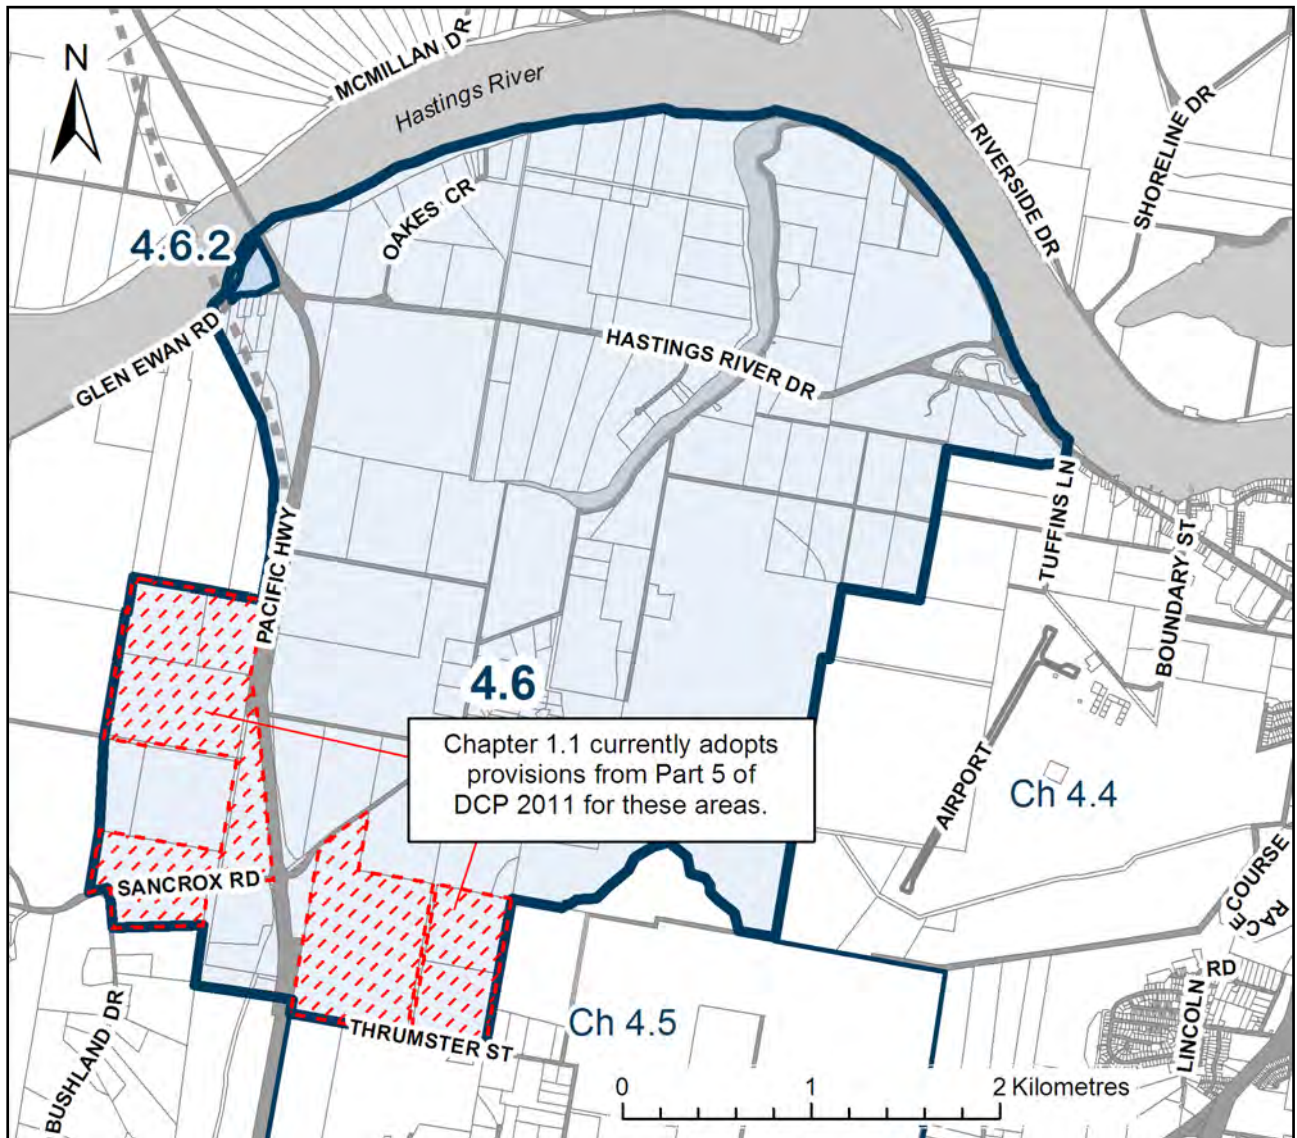 N
MCMILLAN DR
Hastings River
RIVERSIDE DR
SHORELINE DR
4.6.2
OAKES CR
GLEN EWAN RD
HASTINGS RIVER DR
PACIFIC HWY
TUFFINS LN
BOUNDARY ST
4.6
Chapter 1.1 currently adopts
provisions from Part 5 of
DCP 2011 for these areas.
AIRPORT
Ch 4.4
SANCROX RD
RACE COURSE
LINCOLN RD
BUSHLAND DR
THRUMSTER ST
Ch 4.5
0 1 2 Kilometres